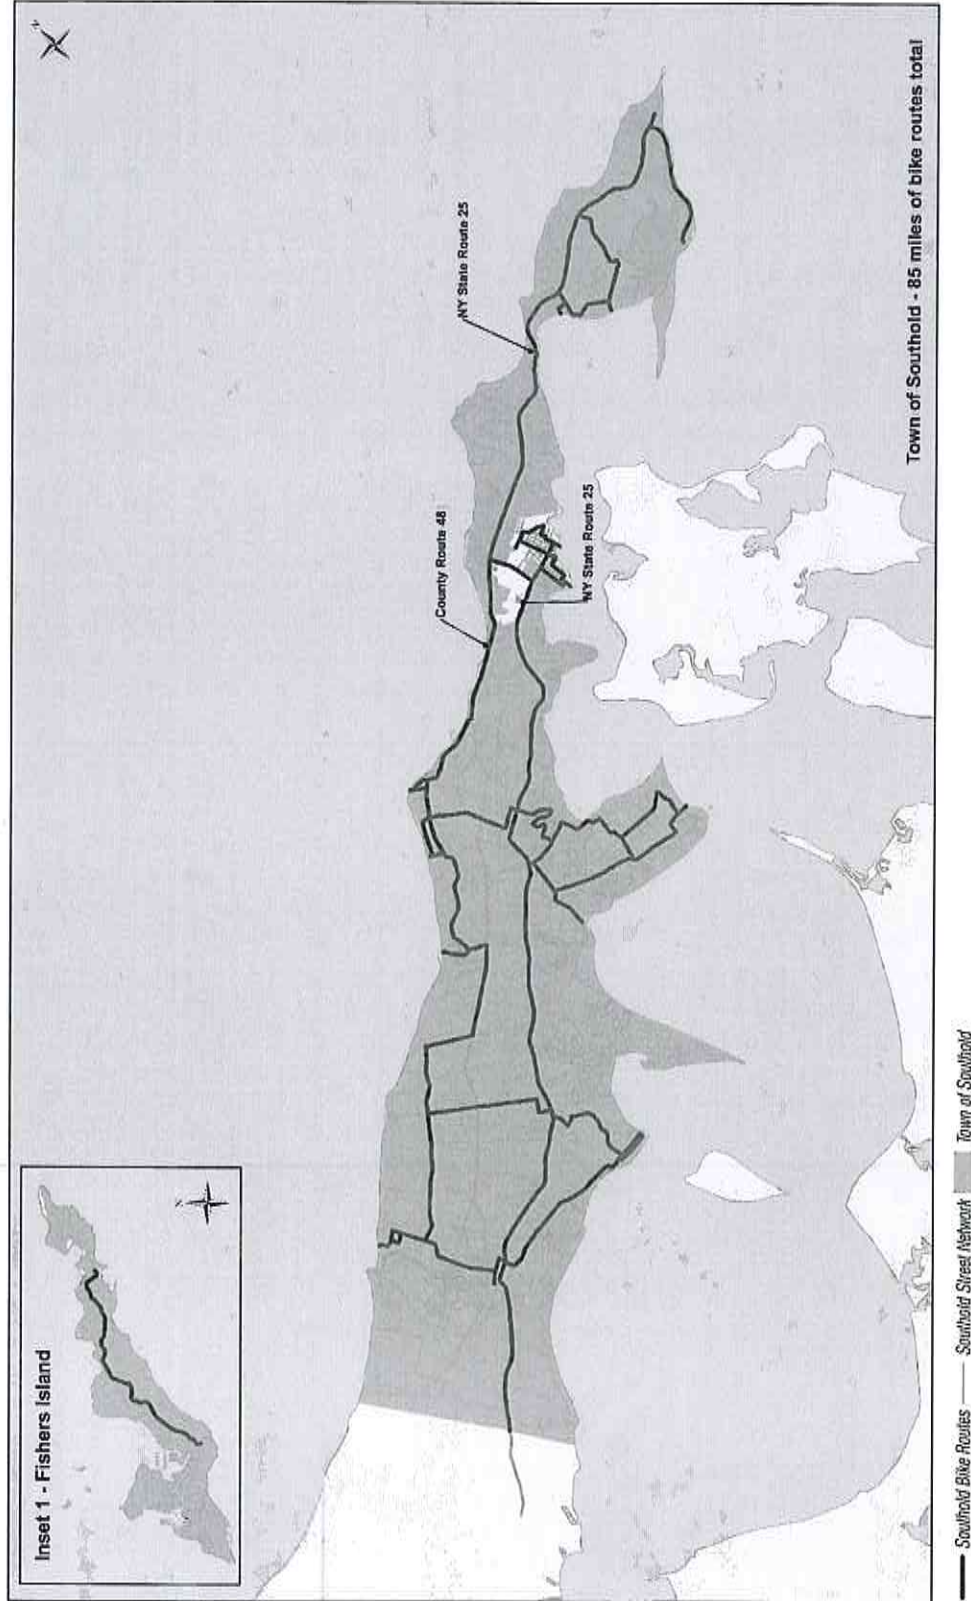 N
Inset 1 - Fishers Island
N
NY State Route 25
County Route 48
NY State Route 25
Town of Southold - 85 miles of bike routes total
Southold Bike Routes
Southold Street Network
Town of Southold